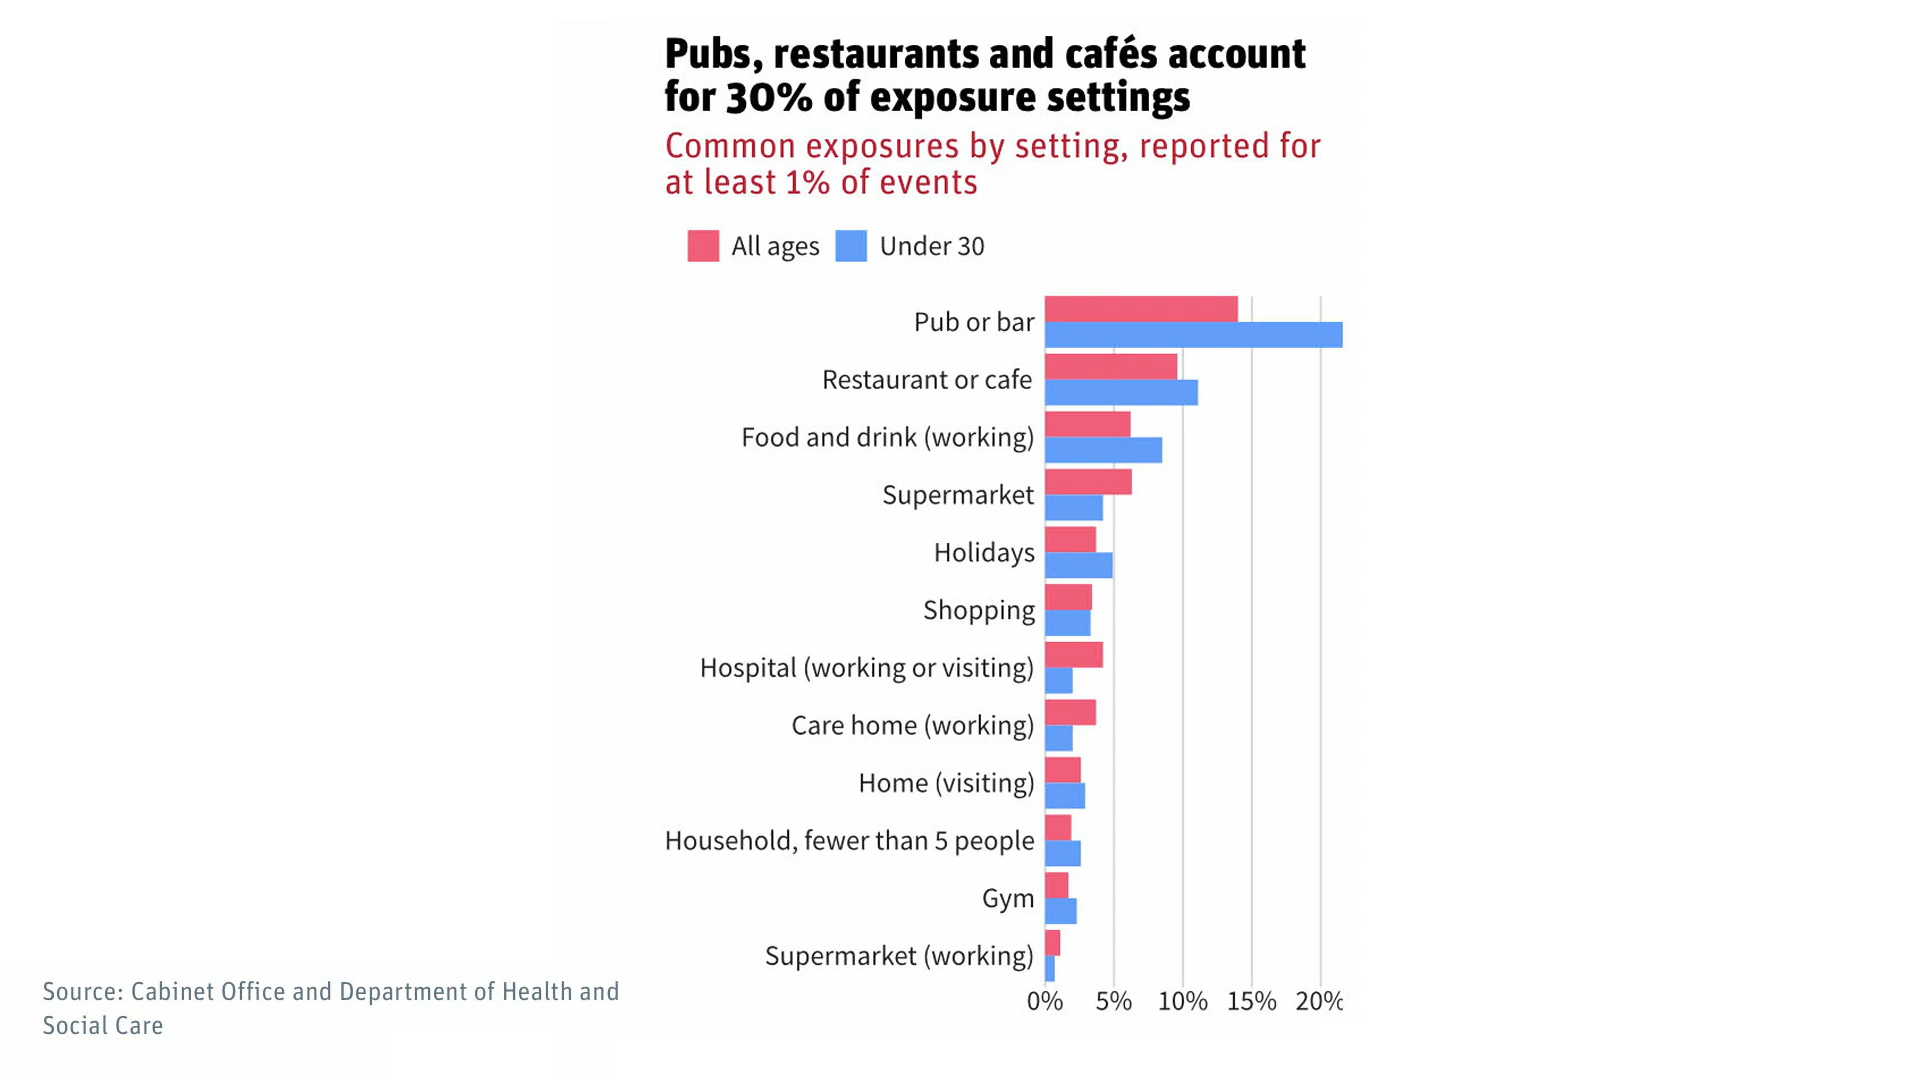 Pubs, restaurants and cafés account
for 30% of exposure settings
Common exposures by setting, reported for
at least 1% of events
All ages
Under 30
Pub or bar
Restaurant or cafe
Food and drink (working)
Supermarket
Holidays
Shopping
Hospital (working or visiting)
Care home (working)
Home (visiting)
Household, fewer than 5 people
Gym
Supermarket (working)
0% 5% 10% 15% 20%
Source: Cabinet Office and Department of Health and
Social Care